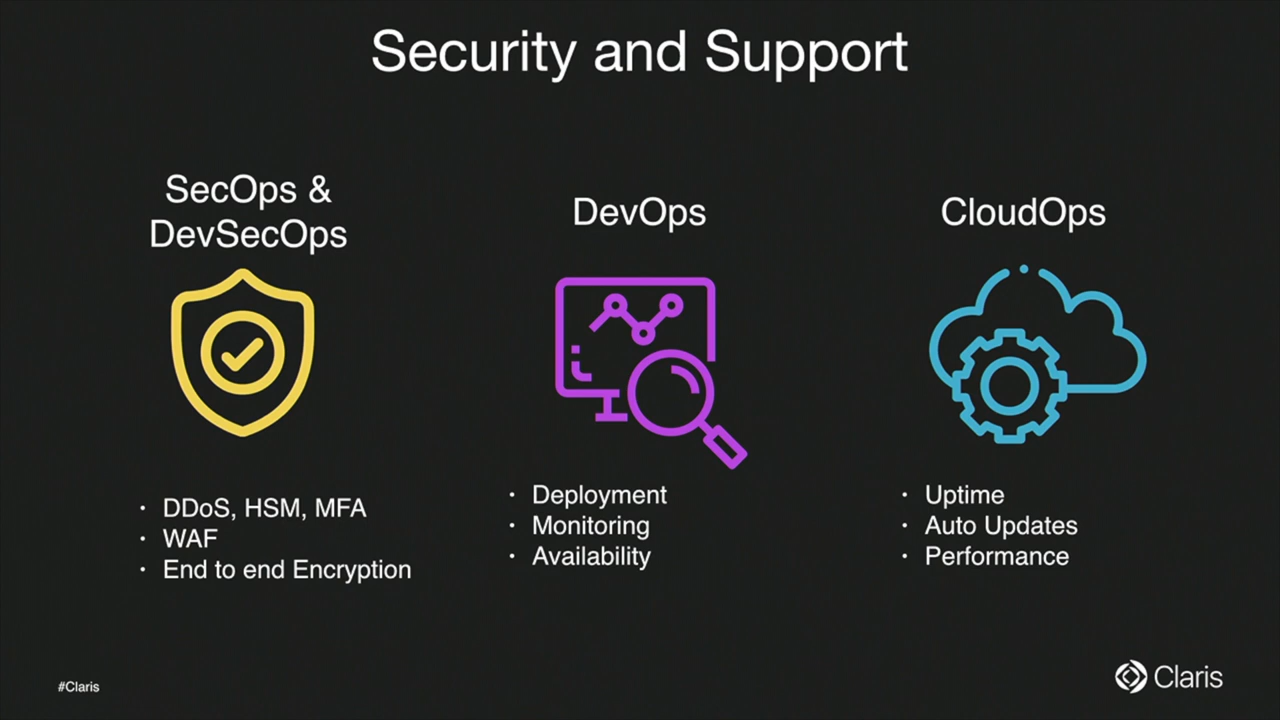 Security and Support
SecOps &
DevSecOps
· DDoS, HSM, MFA
· WAF
· End to end Encryption
DevOps
· Deployment
· Monitoring
· Availability
CloudOps
· Uptime
· Auto Updates
· Performance
#Claris
Claris